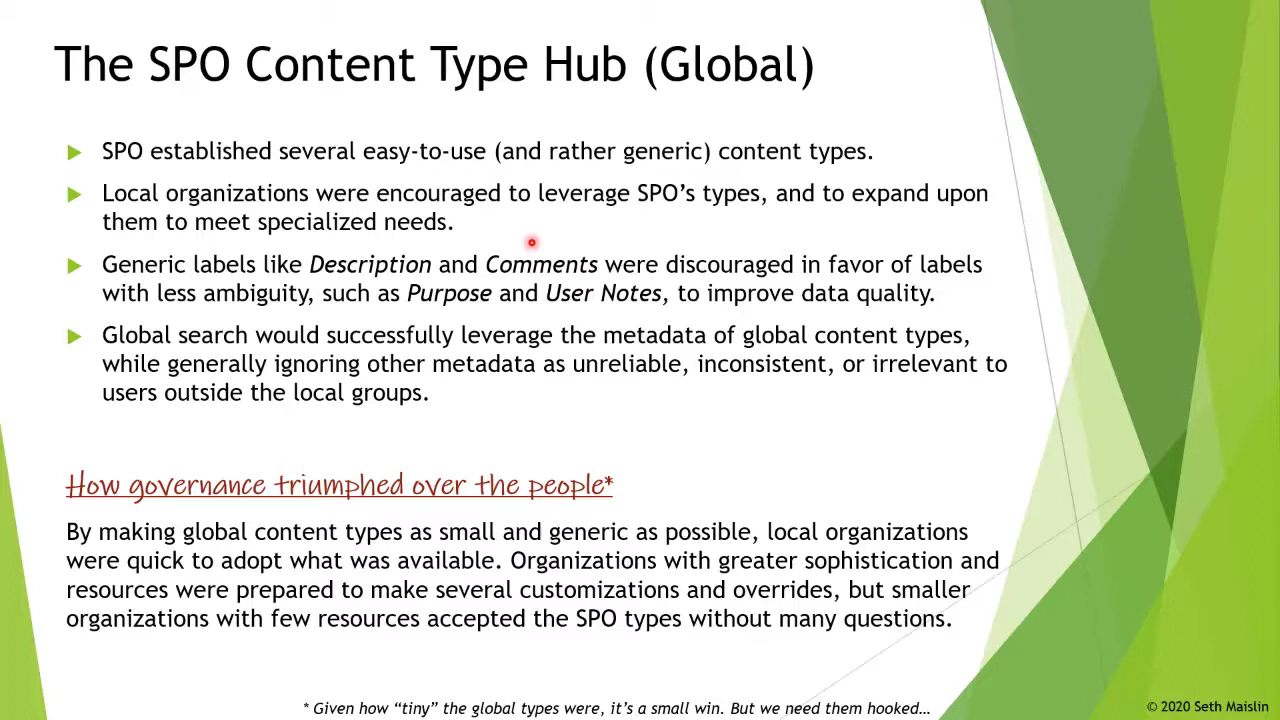 The SPO Content Type Hub (Global)
SPO established several easy-to-use (and rather generic) content types.
Local organizations were encouraged to leverage SPO’s types, and to expand upon
them to meet specialized needs.
Generic labels like Description and Comments were discouraged in favor of labels
with less ambiguity, such as Purpose and User Notes, to improve data quality.
Global search would successfully leverage the metadata of global content types,
while generally ignoring other metadata as unreliable, inconsistent, or irrelevant to
users outside the local groups.
How governance triumphed over the people*
By making global content types as small and generic as possible, local organizations
were quick to adopt what was available. Organizations with greater sophistication and
resources were prepared to make several customizations and overrides, but smaller
organizations with few resources accepted the SPO types without many questions.
* Given how “tiny” the global types were, it’s a small win. But we need them hooked…
© 2020 Seth Maislin